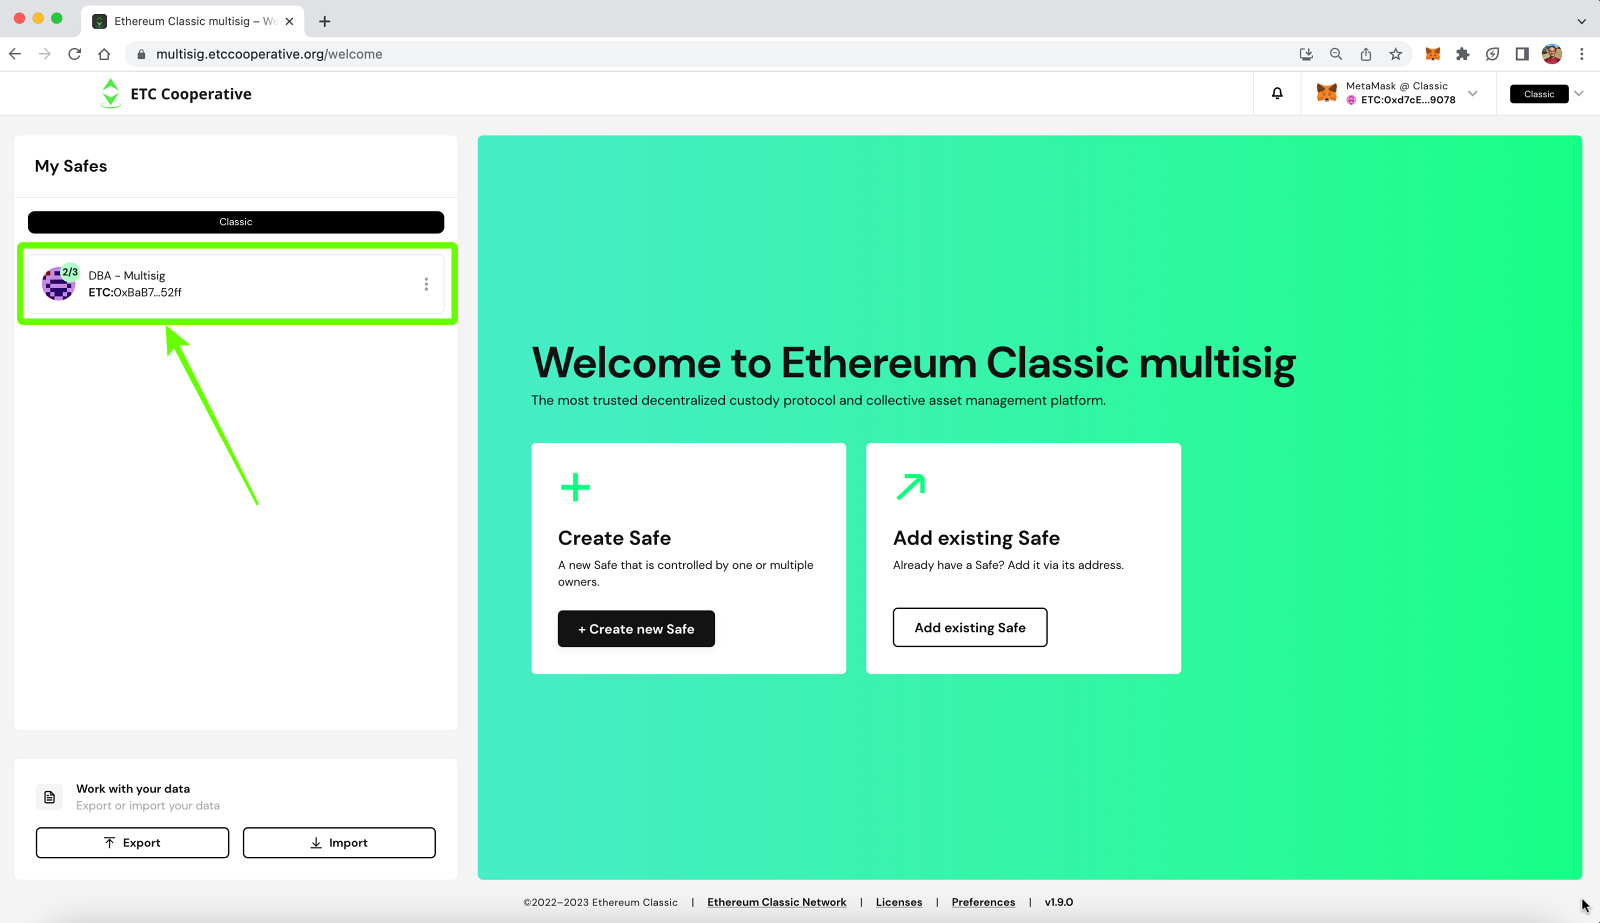 Ethereum Classic multisig – We
multisig.etccooperative.org/welcome
ETC Cooperative
MetaMask @ Classic
ETC:0xd7cE...9078
Classic
My Safes
Classic
2/3
DBA - Multisig
ETC:0xBaB7...52ff
Welcome to Ethereum Classic multisig
The most trusted decentralized custody protocol and collective asset management platform.
Create Safe
A new Safe that is controlled by one or multiple
owners.
+ Create new Safe
Add existing Safe
Already have a Safe? Add it via its address.
Add existing Safe
Work with your data
Export or import your data
Export
Import
©2022–2023 Ethereum Classic | Ethereum Classic Network | Licenses | Preferences | v1.9.0